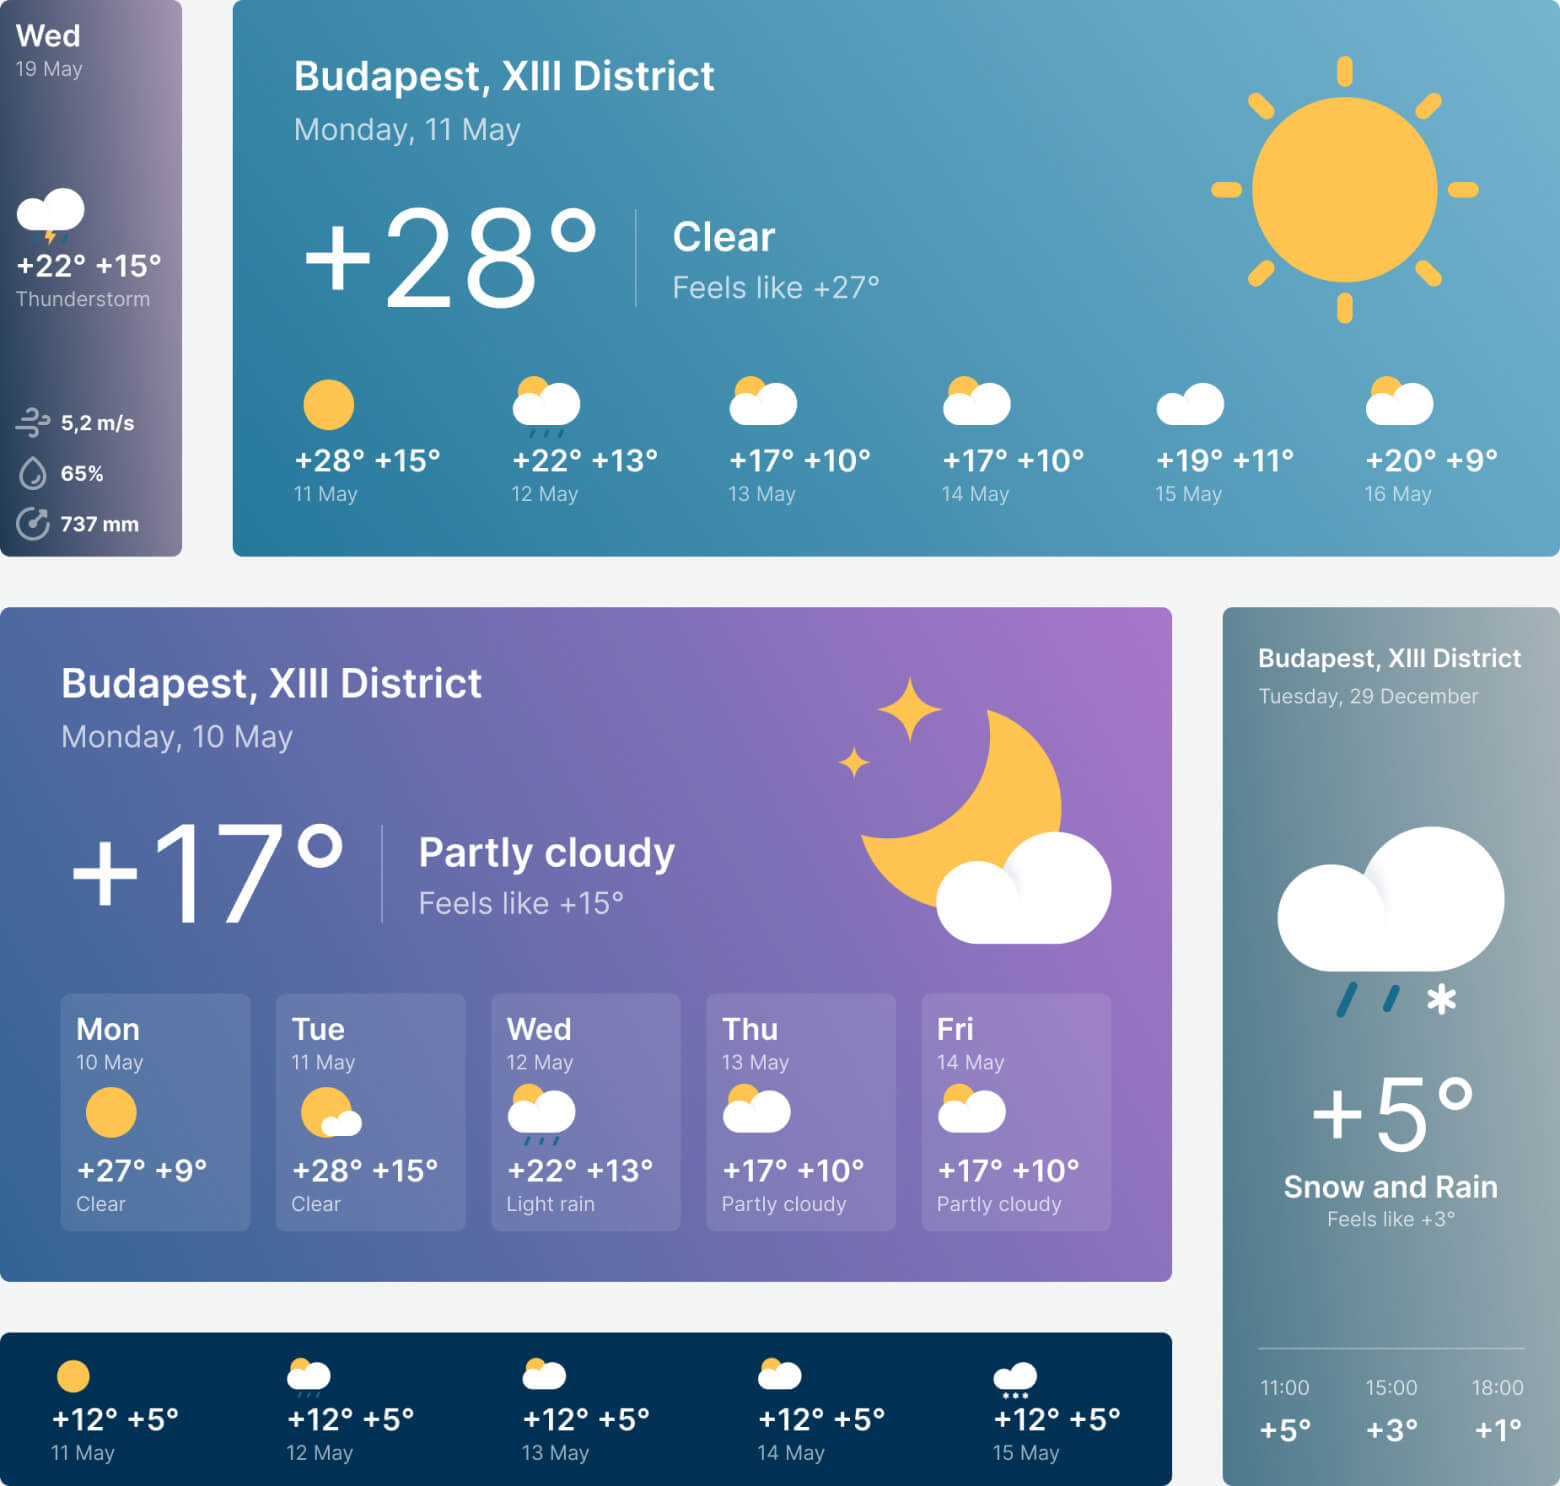 Wed
19 May
+22° +15°
Thunderstorm
5,2 m/s
65%
737 mm
Budapest, XIII District
Monday, 11 May
+28°
Clear
Feels like +27°
+28° +15°
11 May
+22° +13°
12 May
+17° +10°
13 May
+17° +10°
14 May
+19° +11°
15 May
+20° +9°
16 May
Budapest, XIII District
Monday, 10 May
+17°
Partly cloudy
Feels like +15°
Mon
10 May
+27° +9°
Clear
Tue
11 May
+28° +15°
Clear
Wed
12 May
+22° +13°
Light rain
Thu
13 May
+17° +10°
Partly cloudy
Fri
14 May
+17° +10°
Partly cloudy
Budapest, XIII District
Tuesday, 29 December
+5°
Snow and Rain
Feels like +3°
11:00 15:00 18:00
+5° +3° +1°
+12° +5°
11 May
+12° +5°
12 May
+12° +5°
13 May
+12° +5°
14 May
+12° +5°
15 May